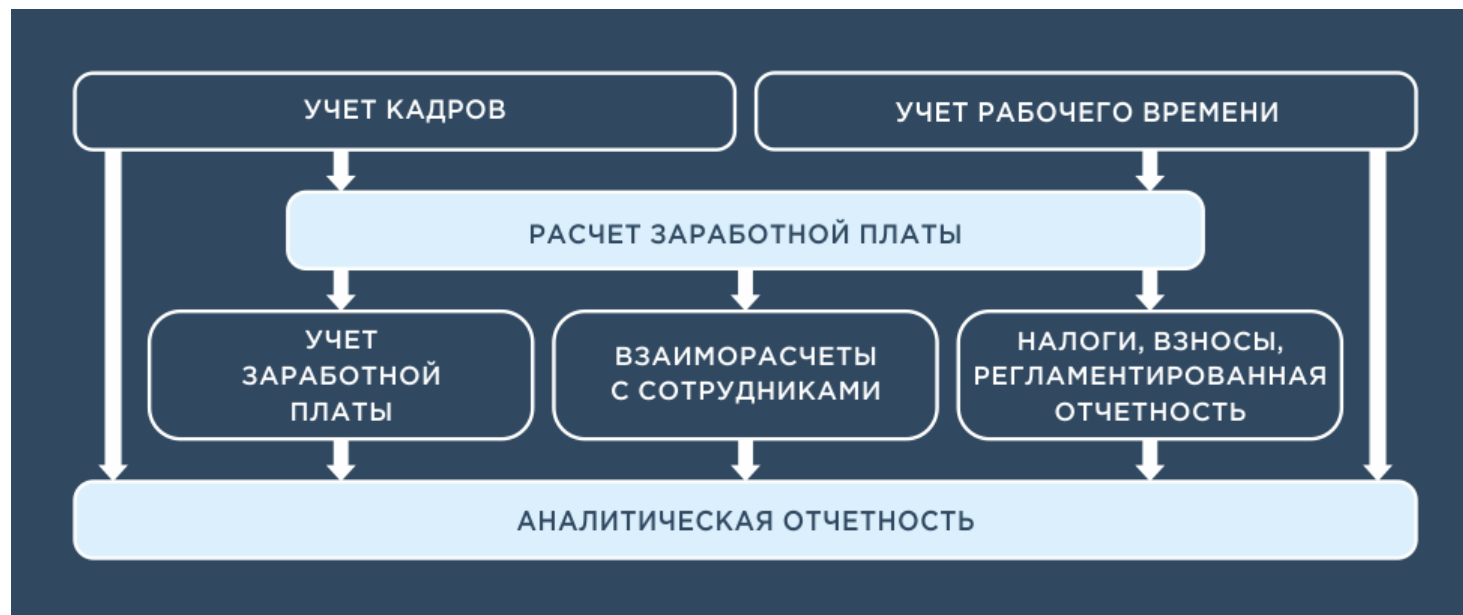 УЧЕТ КАДРОВ
УЧЕТ РАБОЧЕГО ВРЕМЕНИ
РАСЧЕТ ЗАРАБОТНОЙ ПЛАТЫ
УЧЕТ
ЗАРАБОТНОЙ
ПЛАТЫ
ВЗАИМОРАСЧЕТЫ
С СОТРУДНИКАМИ
НАЛОГИ, ВЗНОСЫ,
РЕГЛАМЕНТИРОВАННАЯ
ОТЧЕТНОСТЬ
АНАЛИТИЧЕСКАЯ ОТЧЕТНОСТЬ